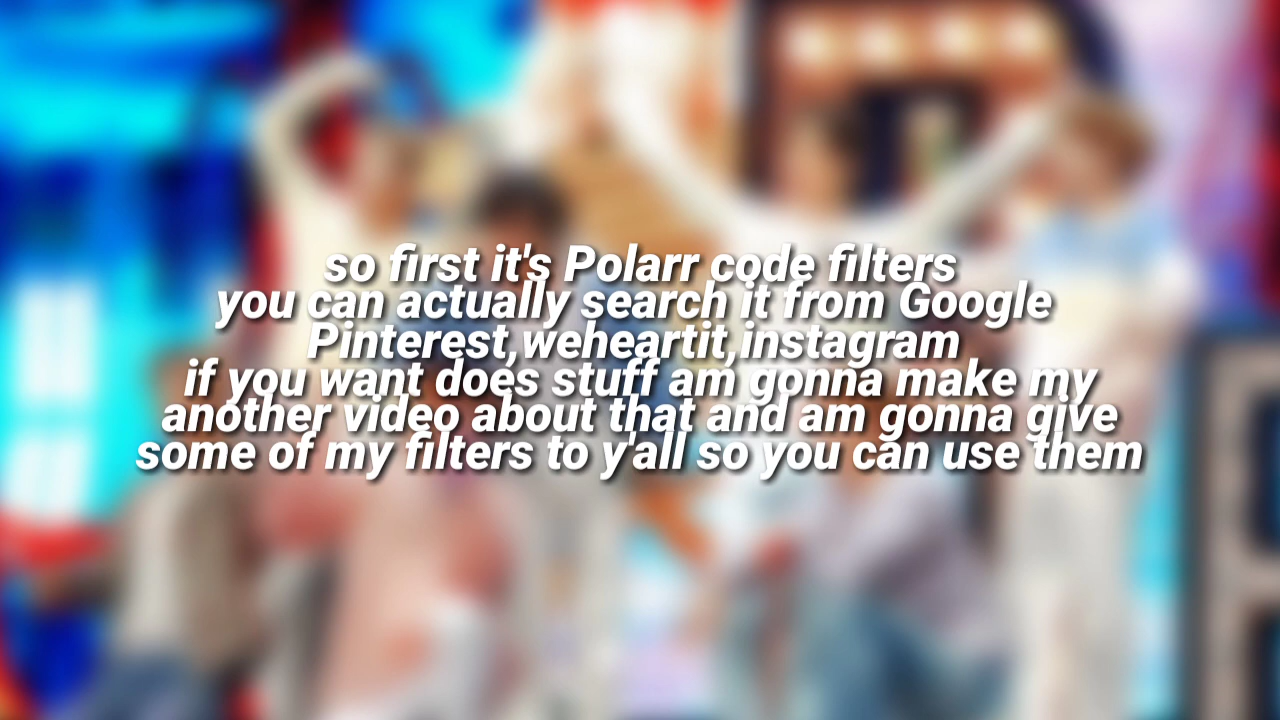 so first it's Polarr code filters
you can actually search it from Google
Pinterest,weheartit,instagram
if you want does stuff am gonna make my
another video about that and am gonna give
some of my filters to y'all so you can use them